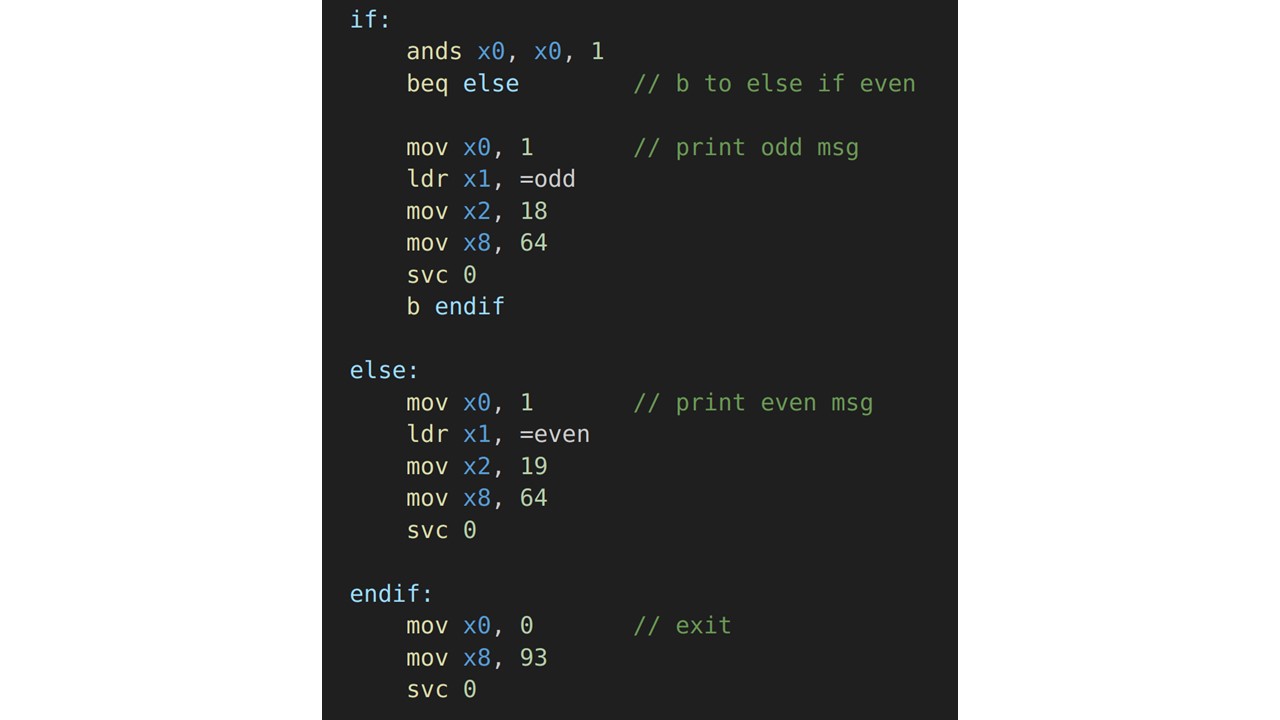 if:
    ands x0, x0, 1
    beq else        // b to else if even
    mov x0, 1       // print odd msg
    ldr x1, =odd
    mov x2, 18
    mov x8, 64
    svc 0
    b endif
else:
    mov x0, 1       // print even msg
    ldr x1, =even
    mov x2, 19
    mov x8, 64
    svc 0
endif:
    mov x0, 0       // exit
    mov x8, 93
    svc 0